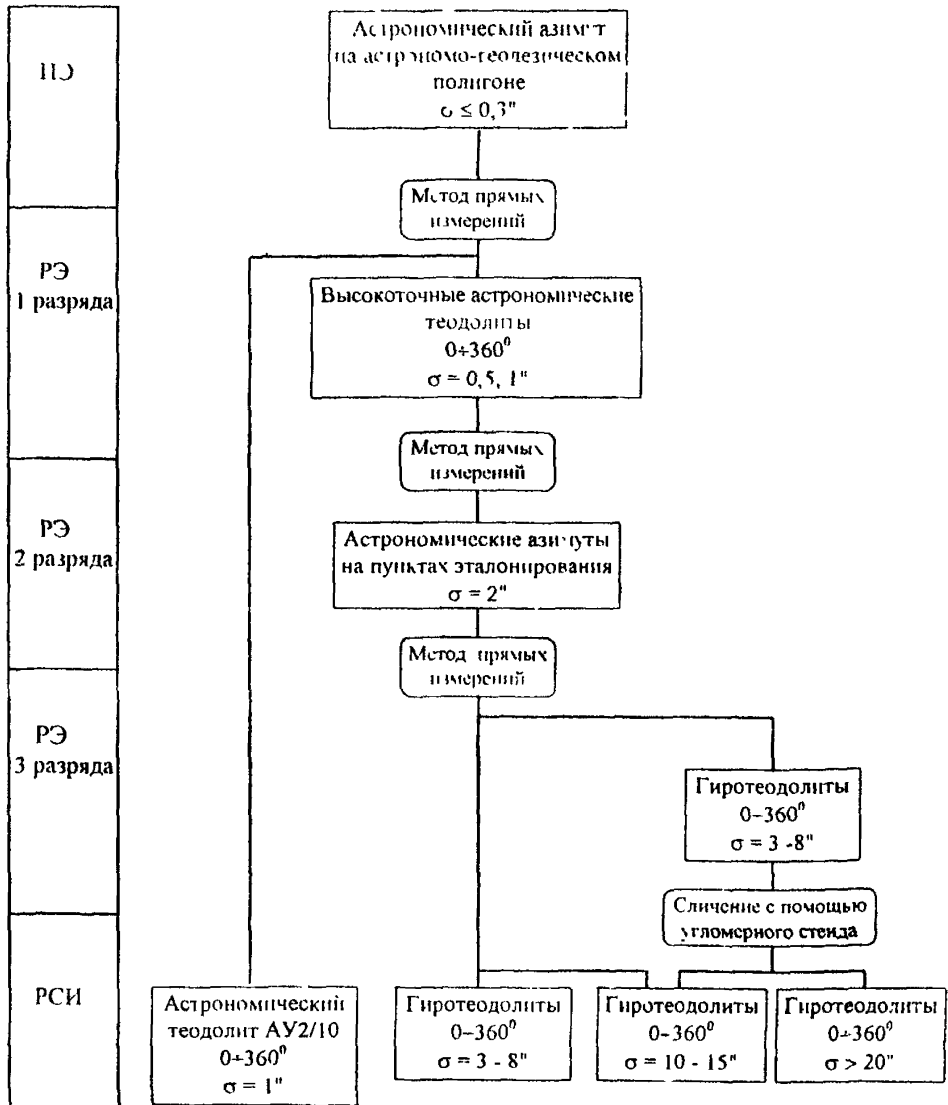 Астрономический азимут
на астрономо-геодезическом
полигоне
σ ≤ 0,3"
Метод прямых
измерений
РЭ
1 разряда
Высокоточные астрономические
теодолиты
0÷360⁰
σ = 0,5, 1"
Метод прямых
измерений
РЭ
2 разряда
Астрономические азимуты
на пунктах эталонирования
σ = 2"
Метод прямых
измерений
РЭ
3 разряда
Гиротеодолиты
0–360⁰
σ = 3 -8"
Сличение с помощью
угломерного стенда
РСИ
Астрономический
теодолит АУ2/10
0÷360⁰
σ = 1"
Гиротеодолиты
0–360⁰
σ = 3 - 8"
Гиротеодолиты
0–360⁰
σ = 10 - 15"
Гиротеодолиты
0÷360⁰
σ > 20"